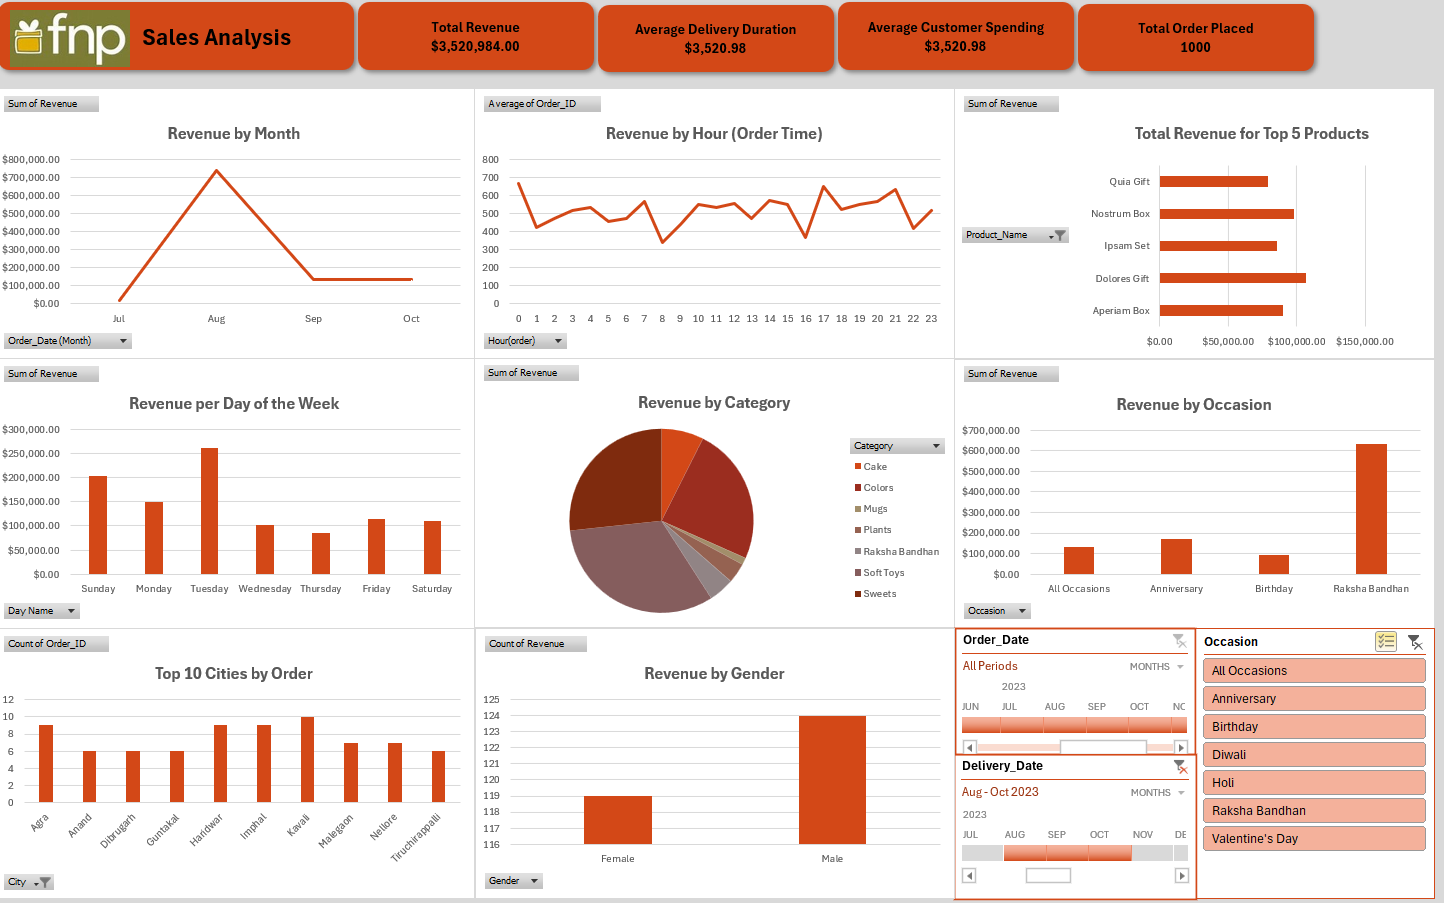 fnp
Sales Analysis
Total Revenue
$3,520,984.00
Average Delivery Duration
$3,520.98
Average Customer Spending
$3,520.98
Total Order Placed
1000
Sum of Revenue
Revenue by Month
$800,000.00
$700,000.00
$600,000.00
$500,000.00
$400,000.00
$300,000.00
$200,000.00
$100,000.00
$0.00
Jul Aug Sep Oct
Order_Date (Month)
Average of Order_ID
Revenue by Hour (Order Time)
800
700
600
500
400
300
200
100
0
0 1 2 3 4 5 6 7 8 9 10 11 12 13 14 15 16 17 18 19 20 21 22 23
Hour(order)
Sum of Revenue
Total Revenue for Top 5 Products
Product_Name
Quia Gift
Nostrum Box
Ipsam Set
Dolores Gift
Aperiam Box
$0.00 $50,000.00 $100,000.00 $150,000.00
Sum of Revenue
Revenue per Day of the Week
$300,000.00
$250,000.00
$200,000.00
$150,000.00
$100,000.00
$50,000.00
$0.00
Sunday Monday Tuesday Wednesday Thursday Friday Saturday
Day Name
Sum of Revenue
Revenue by Category
Category
Cake
Colors
Mugs
Plants
Raksha Bandhan
Soft Toys
Sweets
Sum of Revenue
Revenue by Occasion
$700,000.00
$600,000.00
$500,000.00
$400,000.00
$300,000.00
$200,000.00
$100,000.00
$0.00
All Occasions Anniversary Birthday Raksha Bandhan
Occasion
Count of Order_ID
Top 10 Cities by Order
12
10
8
6
4
2
0
Agra Anand Dibrugarh Guntakal Haridwar Imphal Kavali Malegaon Nellore Tiruchirappalli
City
Count of Revenue
Revenue by Gender
125
124
123
122
121
120
119
118
117
116
Female Male
Gender
Order_Date
All Periods MONTHS
2023
JUN JUL AUG SEP OCT NC
Delivery_Date
Aug - Oct 2023 MONTHS
2023
JUL AUG SEP OCT NOV DE
Occasion
All Occasions
Anniversary
Birthday
Diwali
Holi
Raksha Bandhan
Valentine's Day